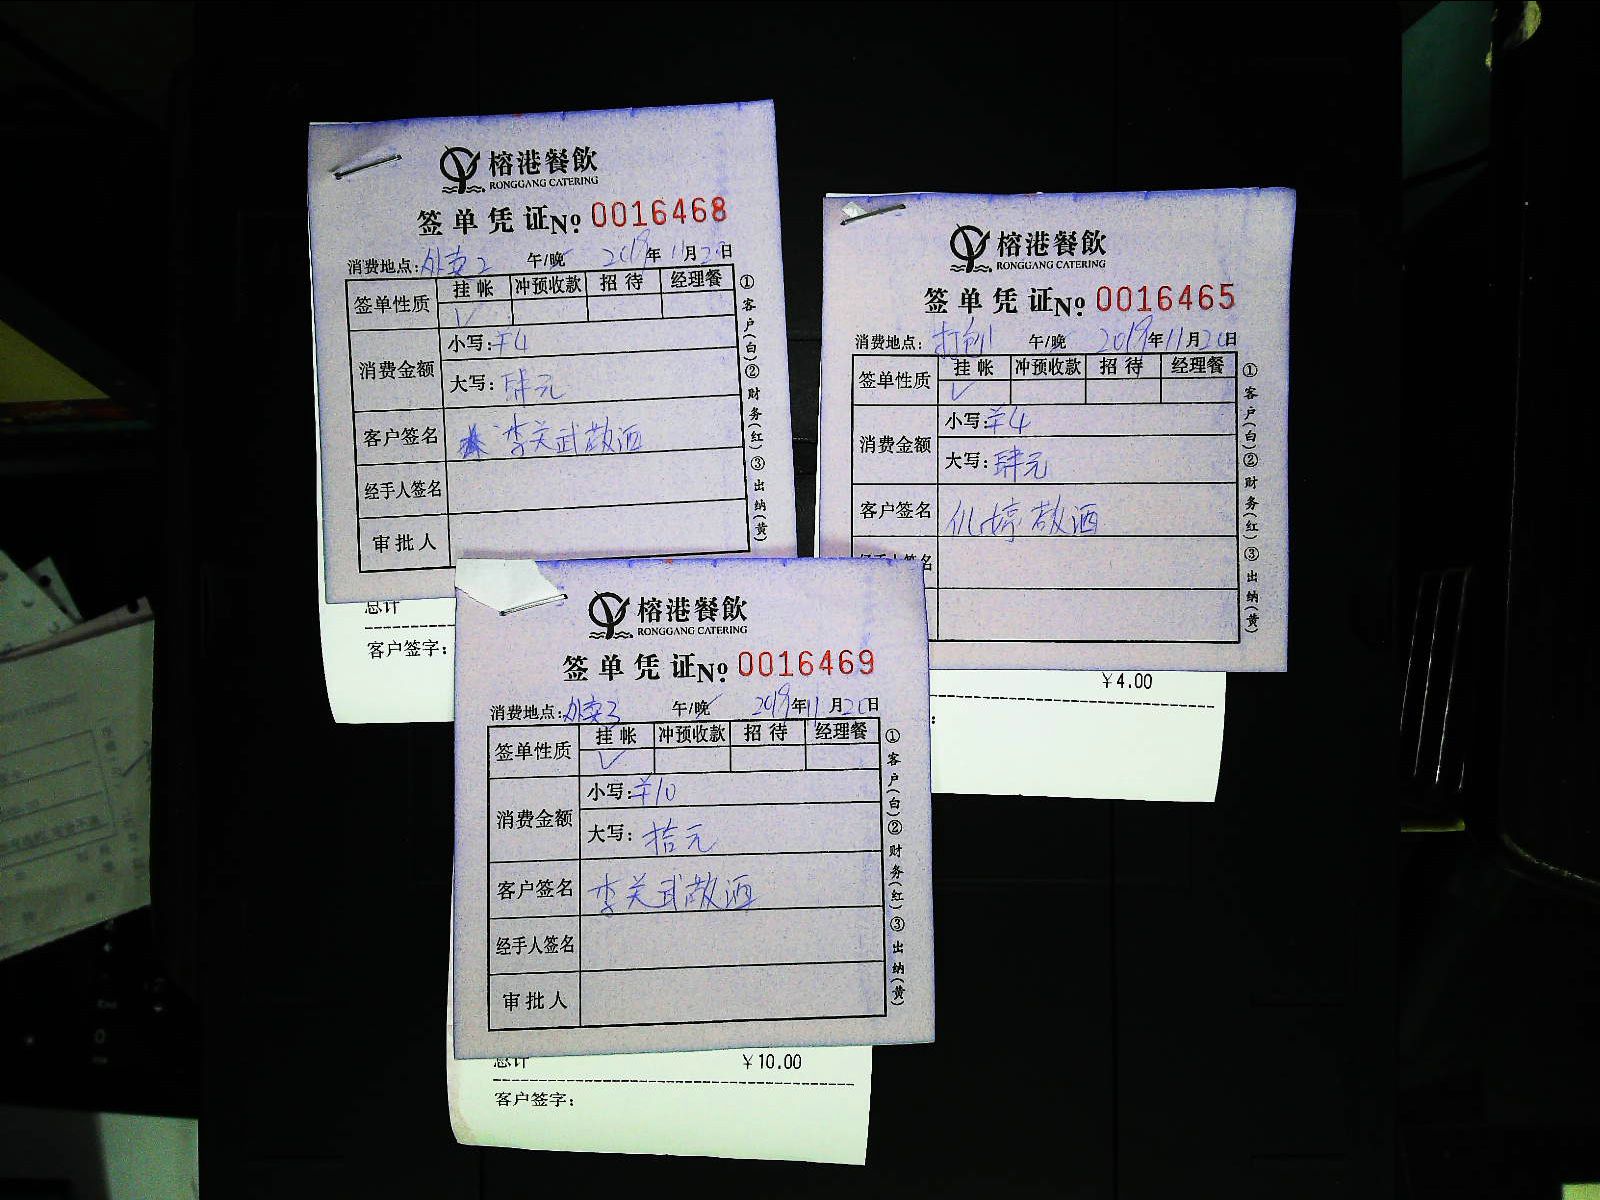 榕港餐飲
RONGGANG CATERING
签单凭证№ 0016468
消费地点:外卖2 午/晚 2019年11月20日
签单性质 挂帐 冲预收款 招待 经理餐
✓
消费金额 小写:¥4
大写:肆元
客户签名 李关武敬酒
经手人签名
审批人
①客户(白)②财务(红)③出纳(黄)
总计
客户签字:
榕港餐飲
RONGGANG CATERING
签单凭证№ 0016465
消费地点:打包1 午/晚 2019年11月20日
签单性质 挂帐 冲预收款 招待 经理餐
✓
消费金额 小写:¥4
大写:肆元
客户签名 敬酒
①客户(白)②财务(红)③出纳(黄)
¥4.00
榕港餐飲
RONGGANG CATERING
签单凭证№ 0016469
消费地点:外卖3 午/晚 2019年11月20日
签单性质 挂帐 冲预收款 招待 经理餐
✓
消费金额 小写:¥10
大写:拾元
客户签名 李关武敬酒
经手人签名
审批人
①客户(白)②财务(红)③出纳(黄)
总计 ¥10.00
客户签字: